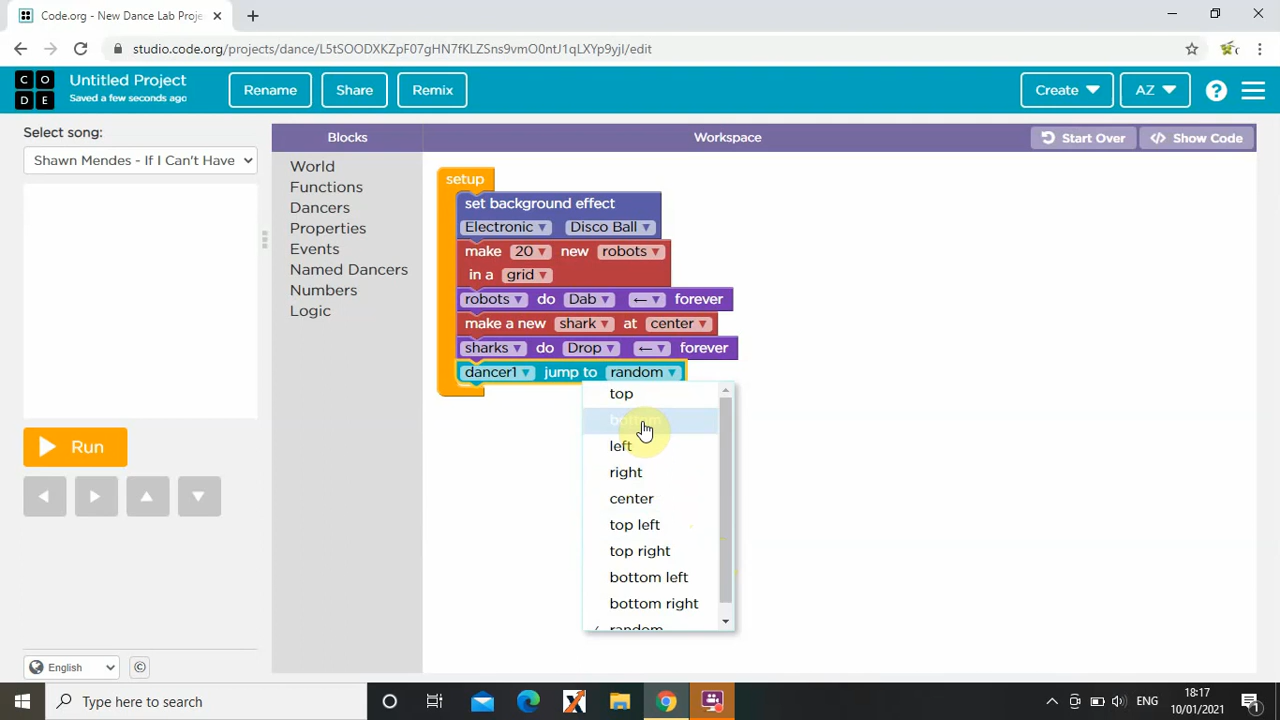 Code.org - New Dance Lab Proje
studio.code.org/projects/dance/L5tSOODXKZpF07gHN7fKLZSns9vmO0ntJ1qLXYp9yjI/edit
C O D E
Untitled Project
Saved a few seconds ago
Rename
Share
Remix
Create
AZ
?
Select song:
Shawn Mendes - If I Can't Have
Blocks
Workspace
Start Over
Show Code
World
Functions
Dancers
Properties
Events
Named Dancers
Numbers
Logic
setup
set background effect
Electronic Disco Ball
make 20 new robots
in a grid
robots do Dab ← forever
make a new shark at center
sharks do Drop ← forever
dancer1 jump to random
top
bottom
left
right
center
top left
top right
bottom left
bottom right
random
Run
English
©
Type here to search
ENG
18:17
10/01/2021
1